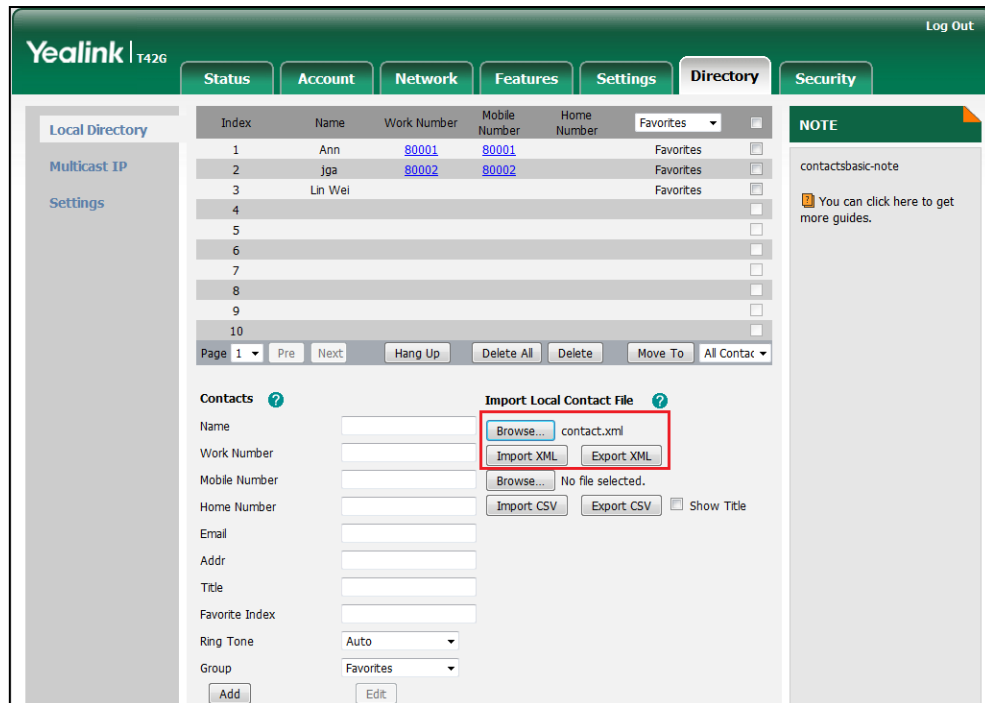 Log Out
Yealink T42G
Status Account Network Features Settings Directory Security
Local Directory
Multicast IP
Settings
Index Name Work Number Mobile Number Home Number Favorites
1 Ann 80001 80001 Favorites
2 jga 80002 80002 Favorites
3 Lin Wei Favorites
4
5
6
7
8
9
10
Page 1 Pre Next Hang Up Delete All Delete Move To All Contac
NOTE
contactsbasic-note
You can click here to get
more guides.
Contacts ?
Name
Work Number
Mobile Number
Home Number
Email
Addr
Title
Favorite Index
Ring Tone Auto
Group Favorites
Add Edit
Import Local Contact File ?
Browse... contact.xml
Import XML Export XML
Browse... No file selected.
Import CSV Export CSV Show Title